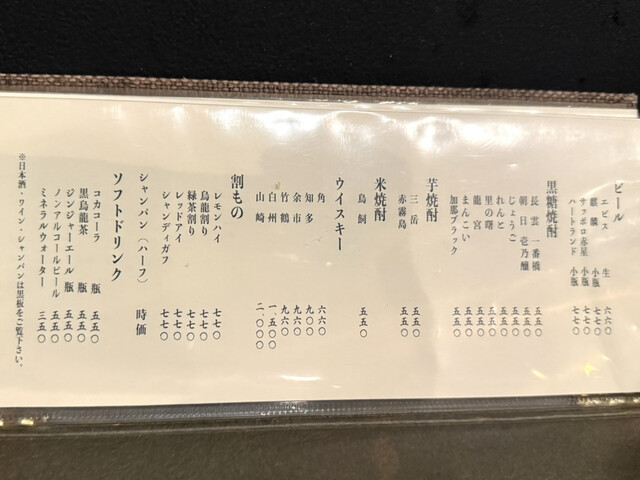 ビール
エビス 生 六六〇
麒麟 小瓶 七七〇
サッポロ赤星 小瓶 七七〇
ハートランド 小瓶 七七〇
黒糖焼酎
長雲 一番橋 五五〇
朝日 壱乃醸 五五〇
じょうご 五五〇
れんと 五五〇
里の曙 五五〇
龍宮 五五〇
まんこい 五五〇
加那ブラック 五五〇
芋焼酎
三岳 五五〇
赤霧島 五五〇
米焼酎
鳥飼 五五〇
ウイスキー
角 六六〇
知多 九〇〇
余市 九六〇
竹鶴 九六〇
白州 一、五〇〇
山崎 二、〇〇〇
割もの
レモンハイ 七七〇
烏龍割り 七七〇
緑茶割り 七七〇
レッドアイ 七七〇
シャンディガフ 七七〇
シャンパン（ハーフ） 時価
ソフトドリンク
コカコーラ 瓶 五五〇
黒烏龍茶 瓶 五五〇
ジンジャーエール 瓶 五五〇
ノンアルコールビール 五五〇
ミネラルウォーター 三五〇
※日本酒・ワイン・シャンパンは黒板をご覧下さい。